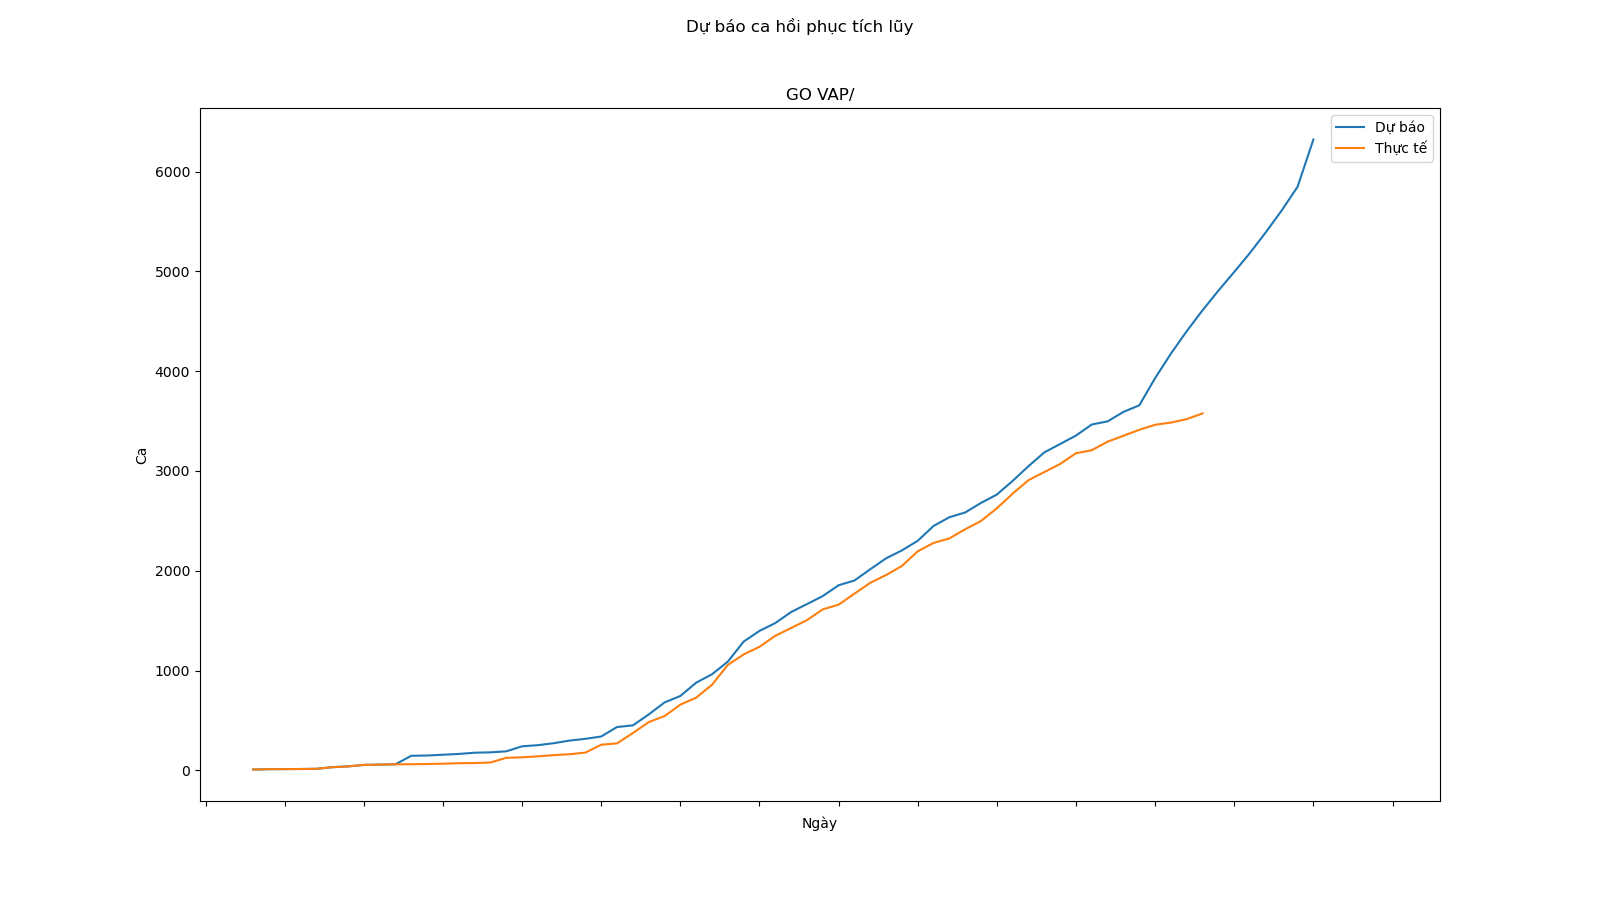 Dự báo ca hồi phục tích lũy
GO VAP/
Dự báo
Thực tế
6000
5000
4000
3000
2000
1000
0
Ca
Ngày